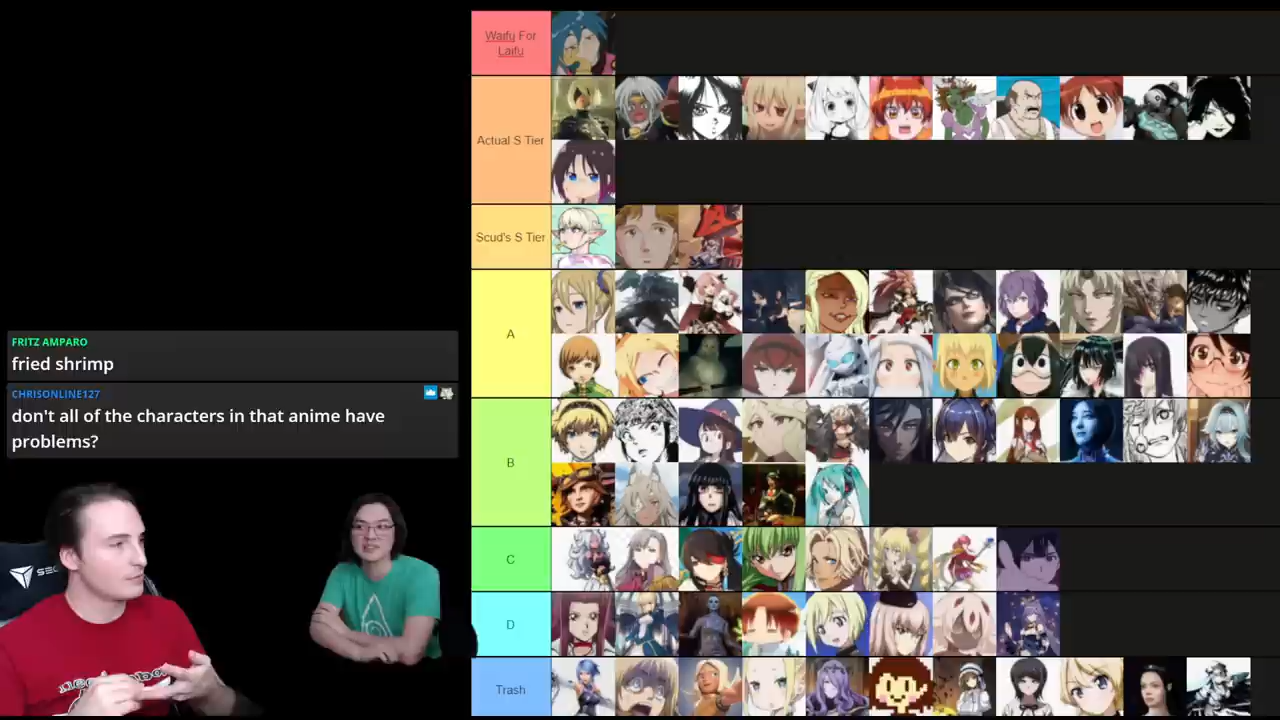 Waifu For
Laifu
Actual S Tier
Scud's S Tier
A
FRITZ AMPARO
fried shrimp
CHRISONLINE127
don't all of the characters in that anime have
problems?
B
C
D
Trash